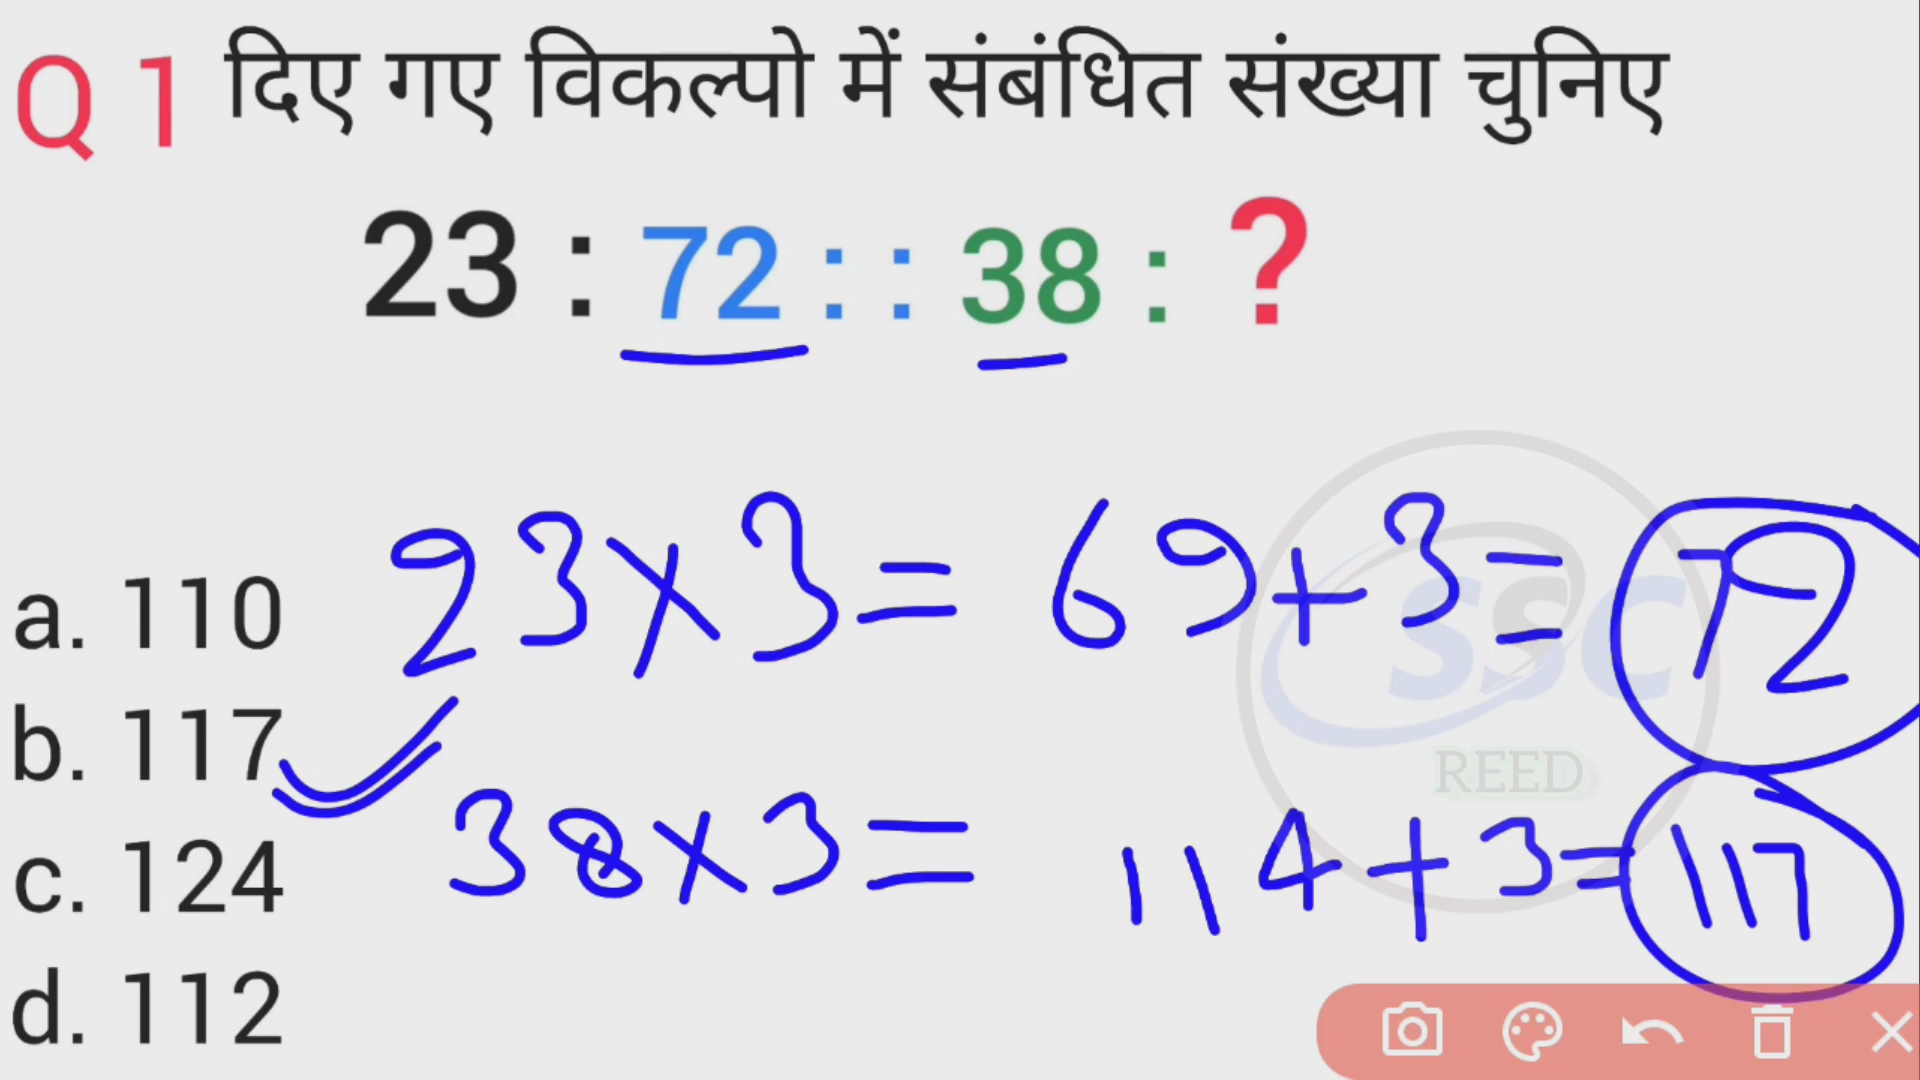 Q 1 दिए गए विकल्पो में संबंधित संख्या चुनिए
23 : 72 : : 38 : ?
23×3= 69+3= 72
a. 110
b. 117
38×3= 114+3= 117
c. 124
d. 112
SSC
REED